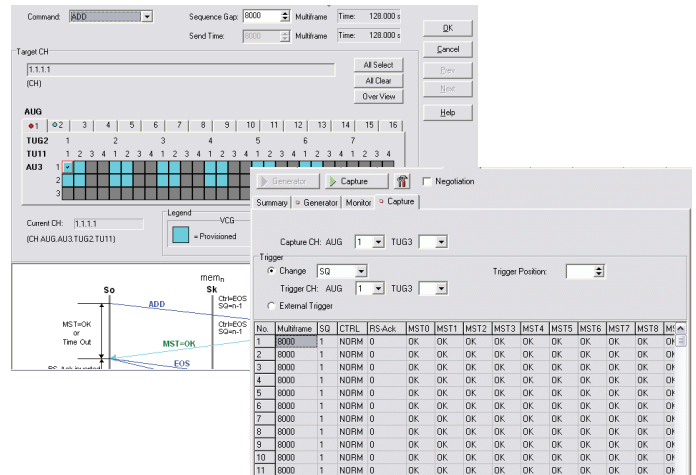 Command: ADD
Sequence Gap: 8000 Multiframe Time: 128.000 s
Send Time: 8000 Multiframe Time: 128.000 s
OK
Cancel
Prev
Next
Help
Target CH
1.1.1.1
(CH)
All Select
All Clear
Over View
AUG
1 2 3 4 5 6 7 8 9 10 11 12 13 14 15 16
TUG2 1 2 3 4 5 6 7
TU11 1 2 3 4 1 2 3 4 1 2 3 4 1 2 3 4 1 2 3 4 1 2 3 4 1 2 3 4
AU3 1
2
3
Current CH: 1.1.1.1
(CH AUG.AU3.TUG2.TU11)
Legend
VCG
= Provisioned
So
memn
Sk
ADD
Ctrl=EOS
SQ=n-1
MST=OK
or
Time Out
MST=OK
Ctrl=EOS
SQ=n-1
EOS
RS-Ack inverted
Generator Capture Negotiation
Summary Generator Monitor Capture
Capture CH: AUG 1 TUG3
Trigger
Change SQ Trigger Position:
Trigger CH: AUG 1 TUG3
External Trigger
No. Multiframe SQ CTRL RS-Ack MST0 MST1 MST2 MST3 MST4 MST5 MST6 MST7 MST8
1 8000 1 NORM 0 OK OK OK OK OK OK OK OK OK OK
2 8000 1 NORM 0 OK OK OK OK OK OK OK OK OK OK
3 8000 1 NORM 0 OK OK OK OK OK OK OK OK OK OK
4 8000 1 NORM 0 OK OK OK OK OK OK OK OK OK OK
5 8000 1 NORM 0 OK OK OK OK OK OK OK OK OK OK
6 8000 1 NORM 0 OK OK OK OK OK OK OK OK OK OK
7 8000 1 NORM 0 OK OK OK OK OK OK OK OK OK OK
8 8000 1 NORM 0 OK OK OK OK OK OK OK OK OK OK
9 8000 1 NORM 0 OK OK OK OK OK OK OK OK OK OK
10 8000 1 NORM 0 OK OK OK OK OK OK OK OK OK OK
11 8000 1 NORM 0 OK OK OK OK OK OK OK OK OK OK